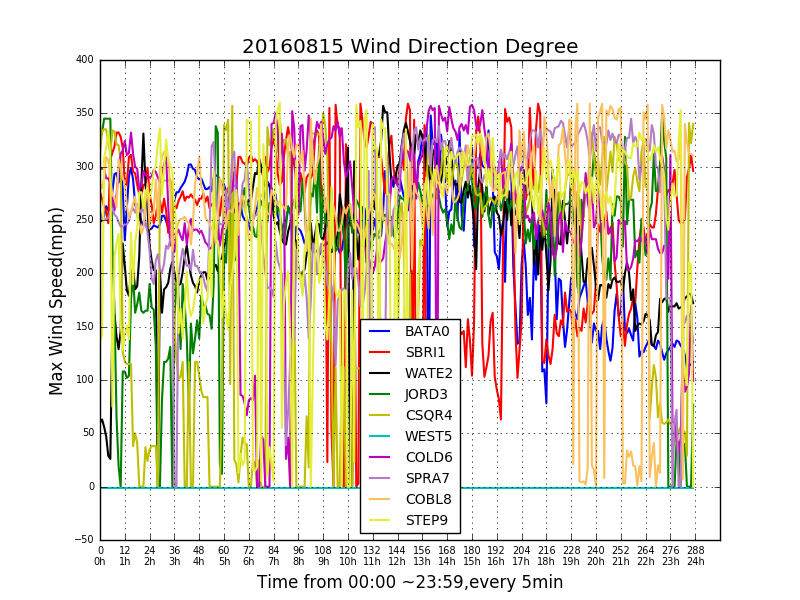 20160815 Wind Direction Degree
Max Wind Speed(mph)
400
350
300
250
200
150
100
50
0
−50
BATA0
SBRI1
WATE2
JORD3
CSQR4
WEST5
COLD6
SPRA7
COBL8
STEP9
0 12 24 36 48 60 72 84 96 108 120 132 144 156 168 180 192 204 216 228 240 252 264 276 288
0h 1h 2h 3h 4h 5h 6h 7h 8h 9h 10h 11h 12h 13h 14h 15h 16h 17h 18h 19h 20h 21h 22h 23h 24h
Time from 00:00 ~23:59,every 5min